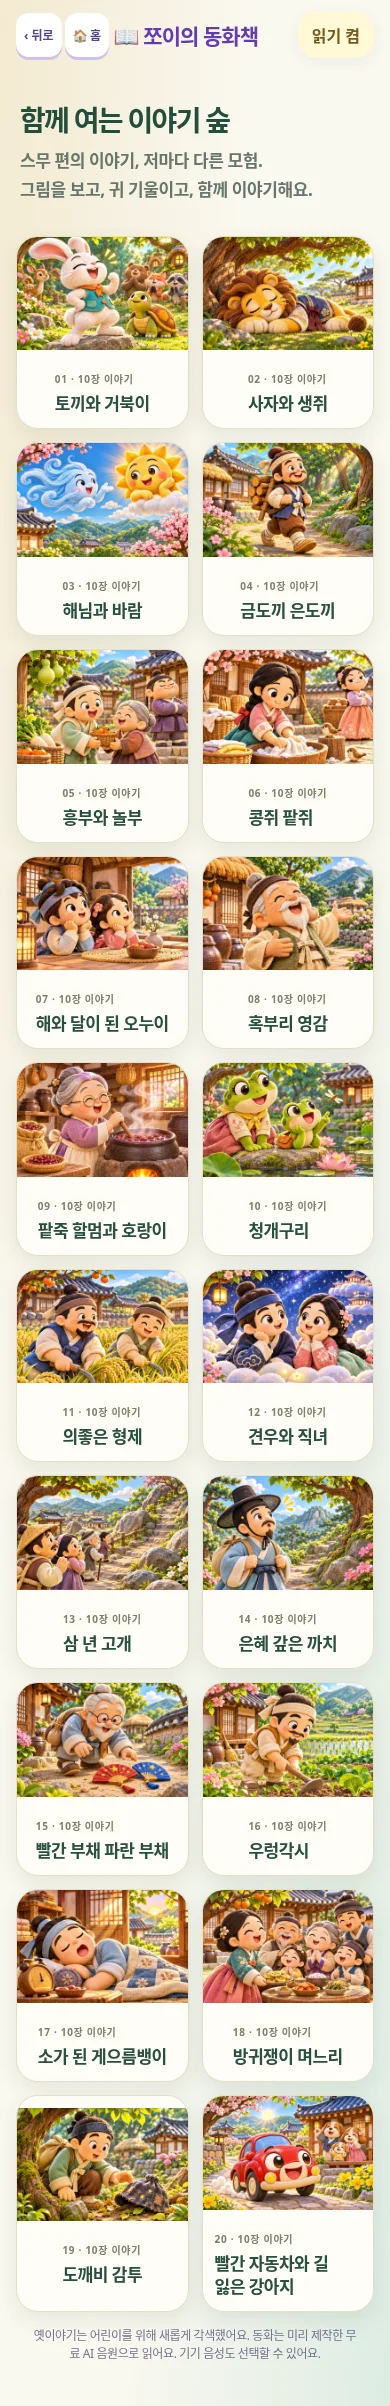 ‹ 뒤로
🏠 홈
📖 쪼이의 동화책
읽기 켬
함께 여는 이야기 숲
스무 편의 이야기, 저마다 다른 모험.
그림을 보고, 귀 기울이고, 함께 이야기해요.
01 · 10장 이야기
토끼와 거북이
02 · 10장 이야기
사자와 생쥐
03 · 10장 이야기
해님과 바람
04 · 10장 이야기
금도끼 은도끼
05 · 10장 이야기
흥부와 놀부
06 · 10장 이야기
콩쥐 팥쥐
07 · 10장 이야기
해와 달이 된 오누이
08 · 10장 이야기
혹부리 영감
09 · 10장 이야기
팥죽 할멈과 호랑이
10 · 10장 이야기
청개구리
11 · 10장 이야기
의좋은 형제
12 · 10장 이야기
견우와 직녀
13 · 10장 이야기
삼 년 고개
14 · 10장 이야기
은혜 갚은 까치
15 · 10장 이야기
빨간 부채 파란 부채
16 · 10장 이야기
우렁각시
17 · 10장 이야기
소가 된 게으름뱅이
18 · 10장 이야기
방귀쟁이 며느리
19 · 10장 이야기
도깨비 감투
20 · 10장 이야기
빨간 자동차와 길
잃은 강아지
옛이야기는 어린이를 위해 새롭게 각색했어요. 동화는 미리 제작한 무
료 AI 음원으로 읽어요. 기기 음성도 선택할 수 있어요.